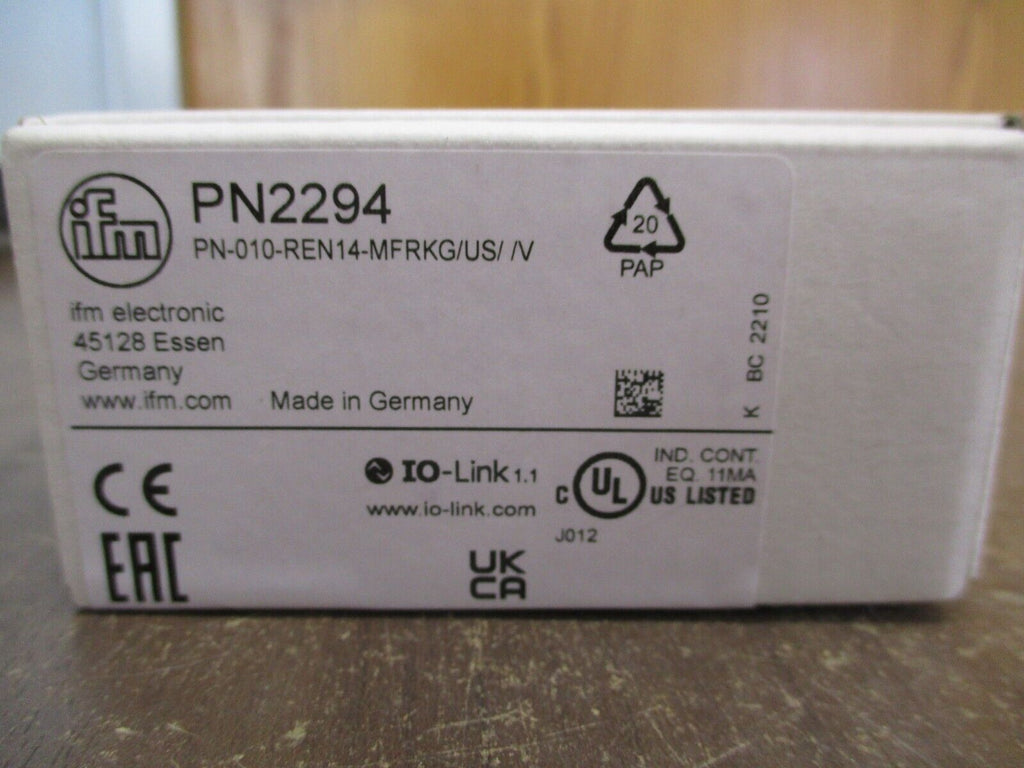 ifm
PN2294
PN-010-REN14-MFRKG/US/ /V
20
PAP
ifm electronic
45128 Essen
Germany
www.ifm.com
Made in Germany
K BC 2210
CE
EAC
IO-Link 1.1
www.io-link.com
UK
CA
IND. CONT.
EQ. 11MA
C UL US LISTED
J012